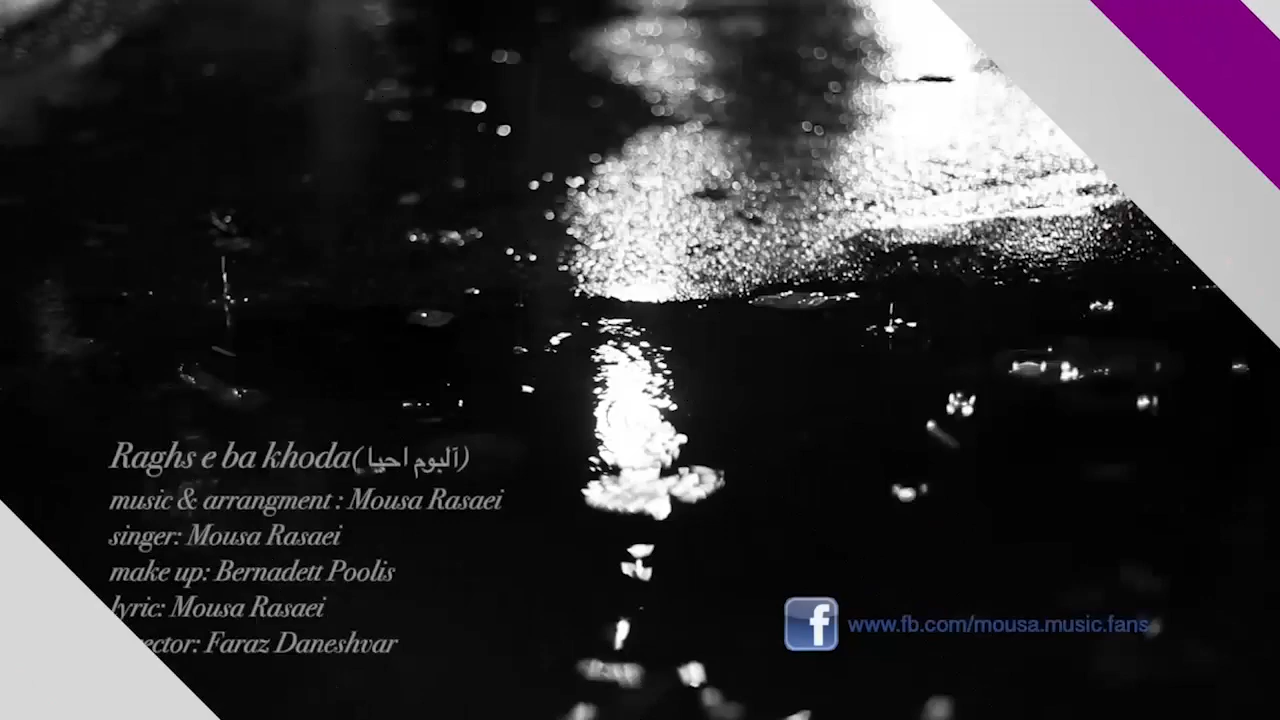 Raghs e ba khoda(آلبوم احیا)
music & arrangment : Mousa Rasaei
singer: Mousa Rasaei
make up: Bernadett Poolis
lyric: Mousa Rasaei
ector: Faraz Daneshvar
www.fb.com/mousa.music.fans